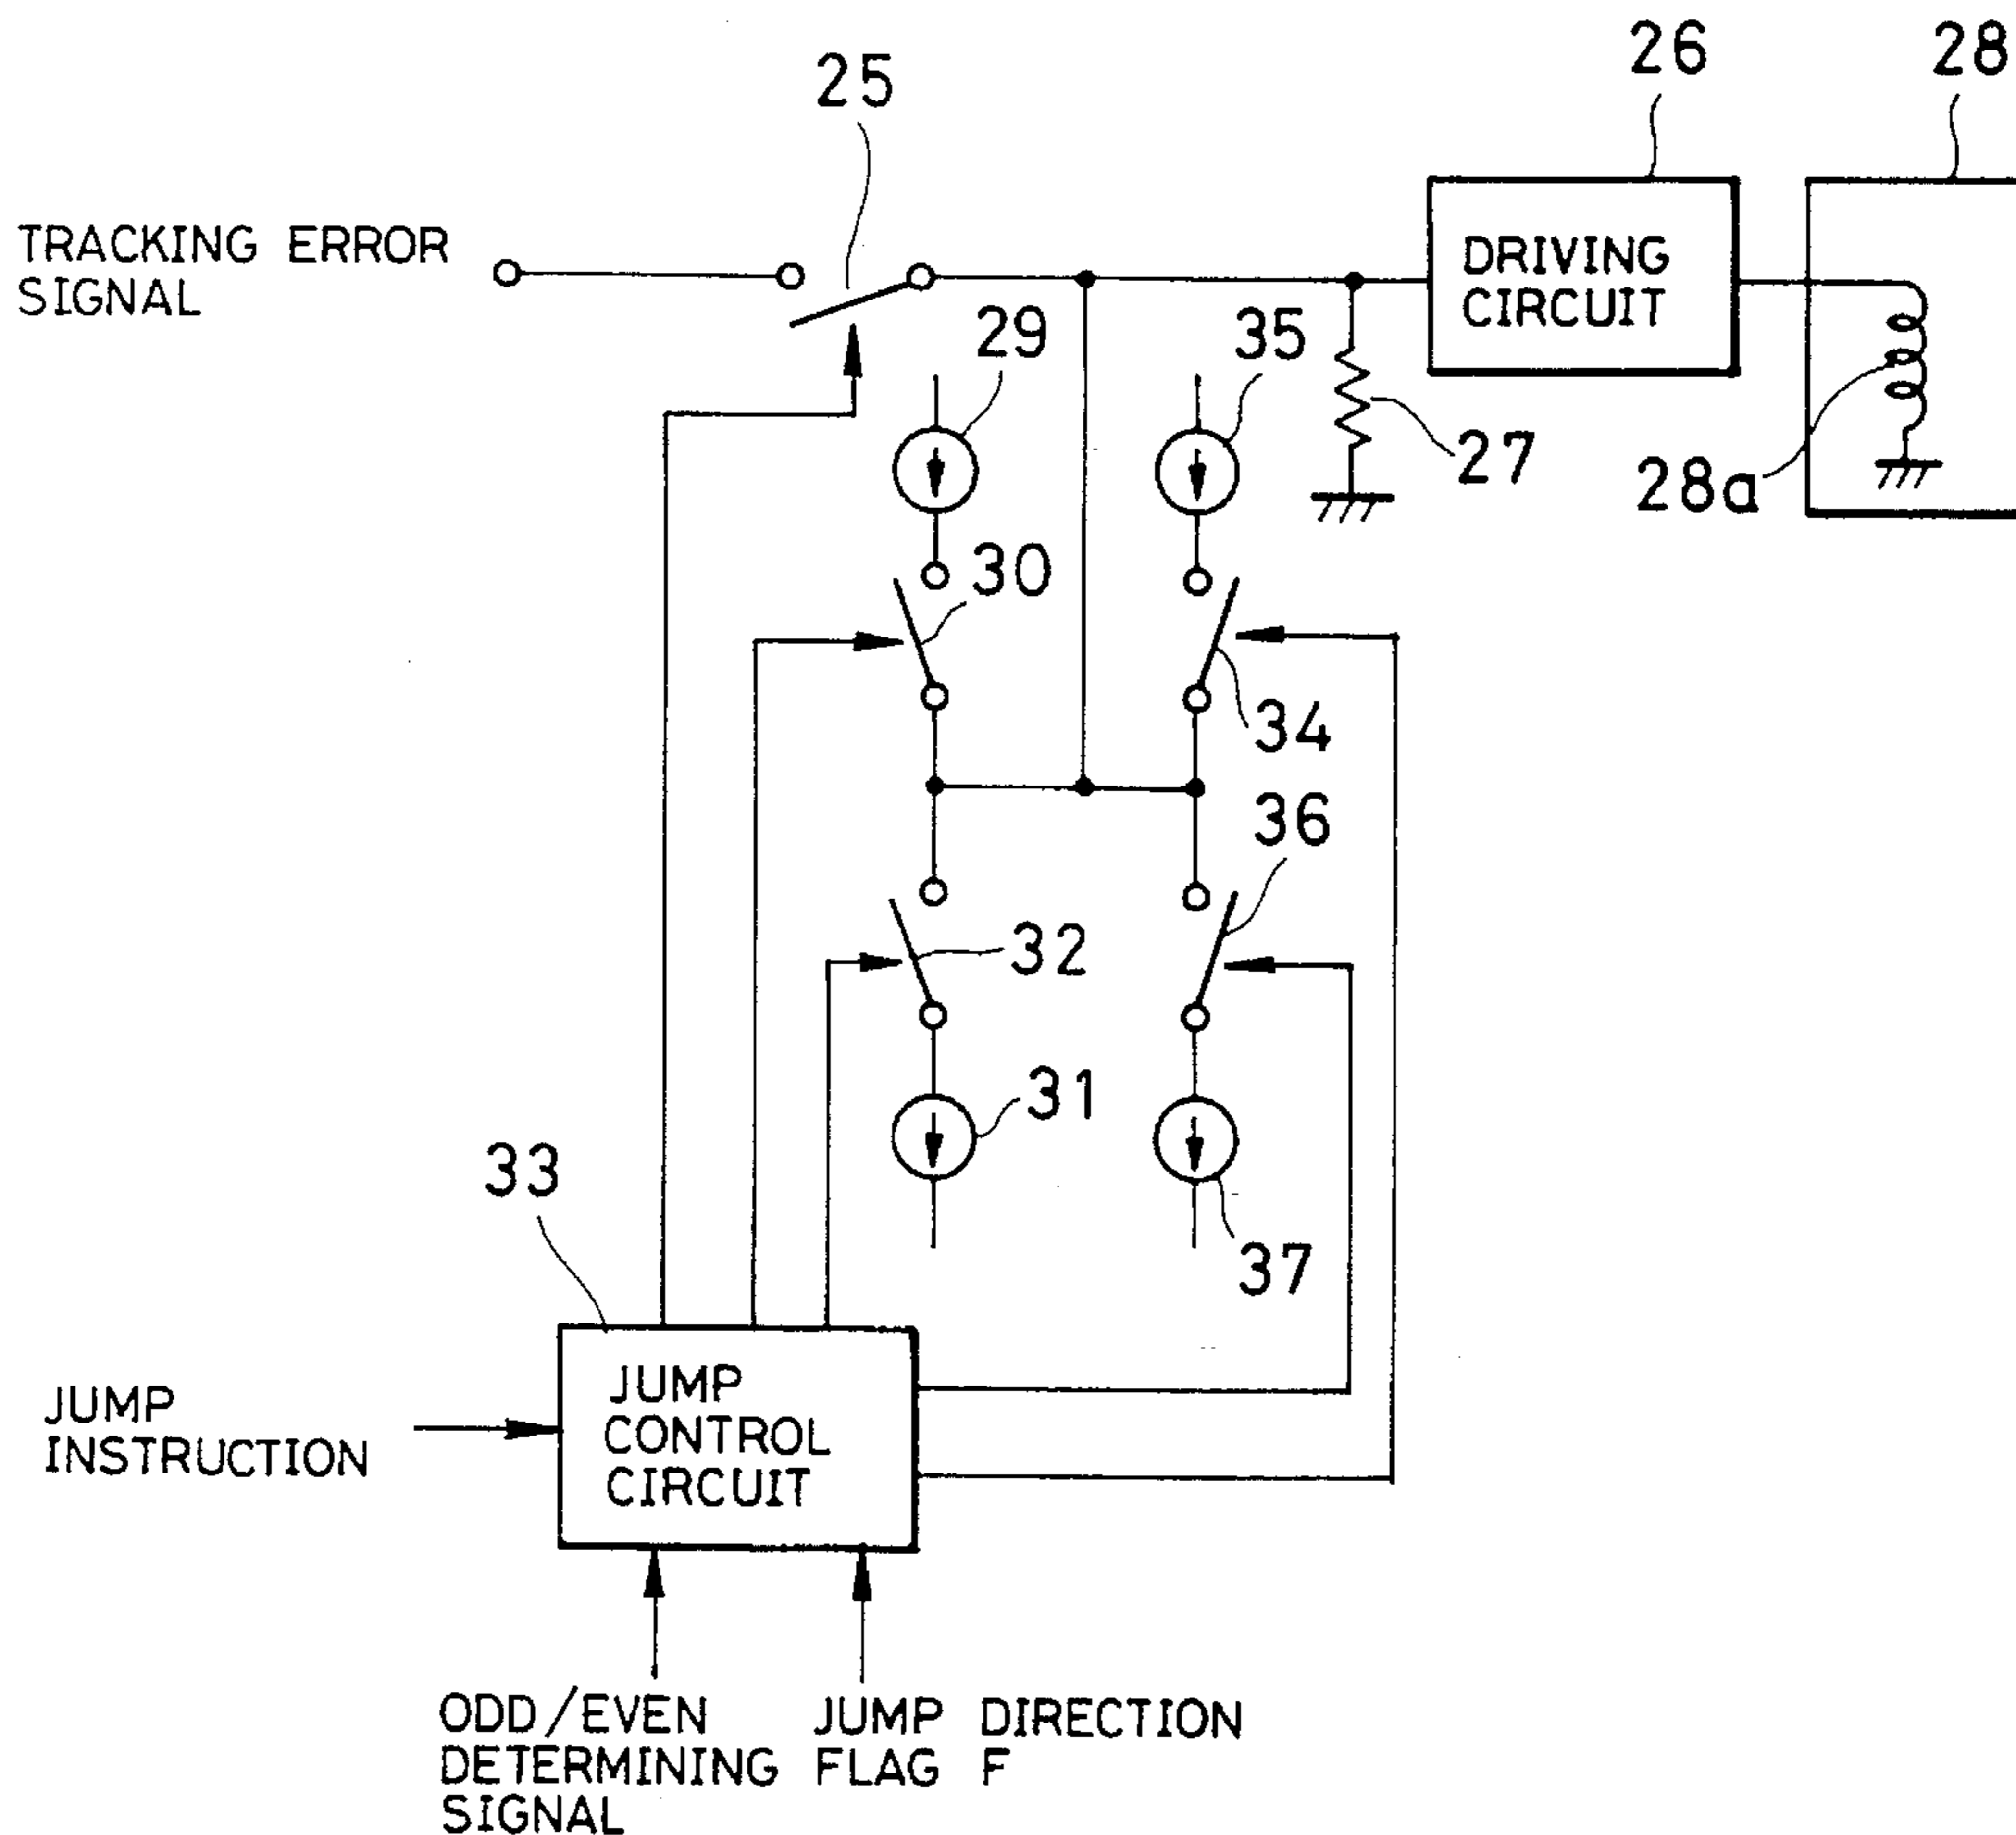 26
28
25
TRACKING ERROR
SIGNAL
DRIVING
CIRCUIT
29
35
27
28a
30
34
36
32
31
33
37
JUMP
CONTROL
CIRCUIT
JUMP
INSTRUCTION
ODD/EVEN
DETERMINING
SIGNAL
JUMP DIRECTION
FLAG F